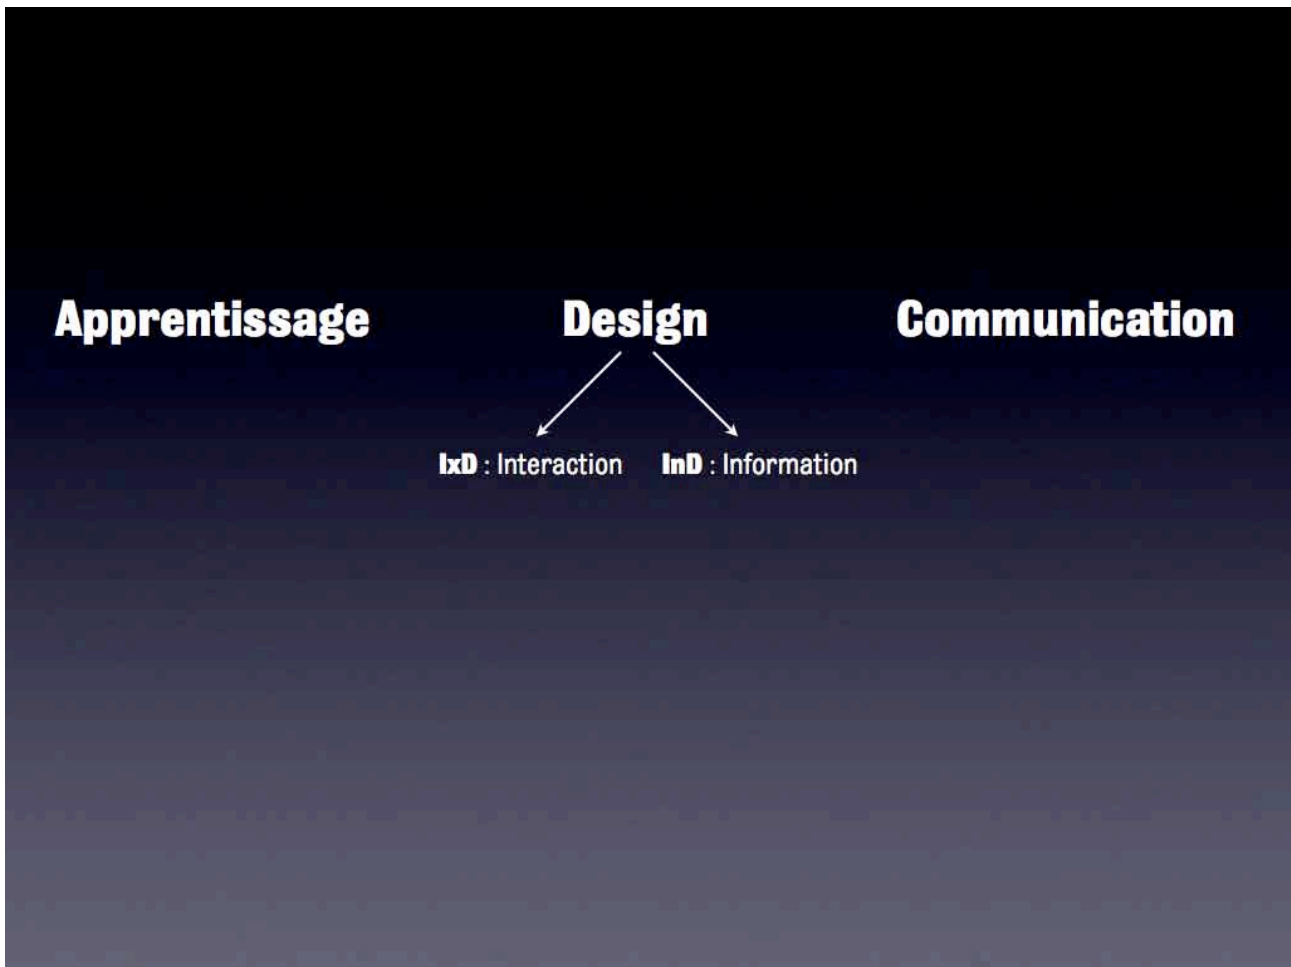 Apprentissage Design Communication
IxD : Interaction InD : Information